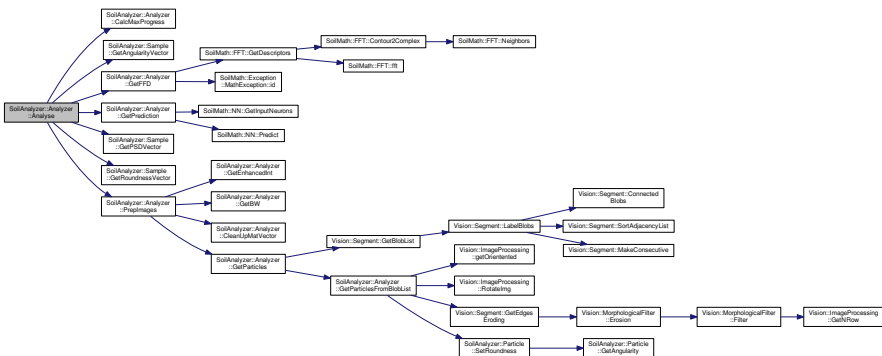 SoilAnalyzer::Analyzer
::Analyse
SoilAnalyzer::Analyzer
::CalcMaxProgress
SoilAnalyzer::Sample
::GetAngularityVector
SoilAnalyzer::Analyzer
::GetFFD
SoilMath::FFT::GetDescriptors
SoilMath::FFT::Contour2Complex
SoilMath::FFT::Neighbors
SoilMath::FFT::fft
SoilMath::Exception
::MathException::id
SoilAnalyzer::Analyzer
::GetPrediction
SoilMath::NN::GetInputNeurons
SoilMath::NN::Predict
SoilAnalyzer::Sample
::GetPSDVector
SoilAnalyzer::Sample
::GetRoundnessVector
SoilAnalyzer::Analyzer
::PrepImages
SoilAnalyzer::Analyzer
::GetEnhancedInt
SoilAnalyzer::Analyzer
::GetBW
SoilAnalyzer::Analyzer
::CleanUpMatVector
SoilAnalyzer::Analyzer
::GetParticles
Vision::Segment::GetBlobList
Vision::Segment::LabelBlobs
Vision::Segment::Connected
Blobs
Vision::Segment::SortAdjacencyList
Vision::Segment::MakeConsecutive
SoilAnalyzer::Analyzer
::GetParticlesFromBlobList
Vision::ImageProcessing
::getOrientented
Vision::ImageProcessing
::RotateImg
Vision::Segment::GetEdges
Eroding
Vision::MorphologicalFilter
::Erosion
Vision::MorphologicalFilter
::Filter
Vision::ImageProcessing
::GetNRow
SoilAnalyzer::Particle
::SetRoundness
SoilAnalyzer::Particle
::GetAngularity